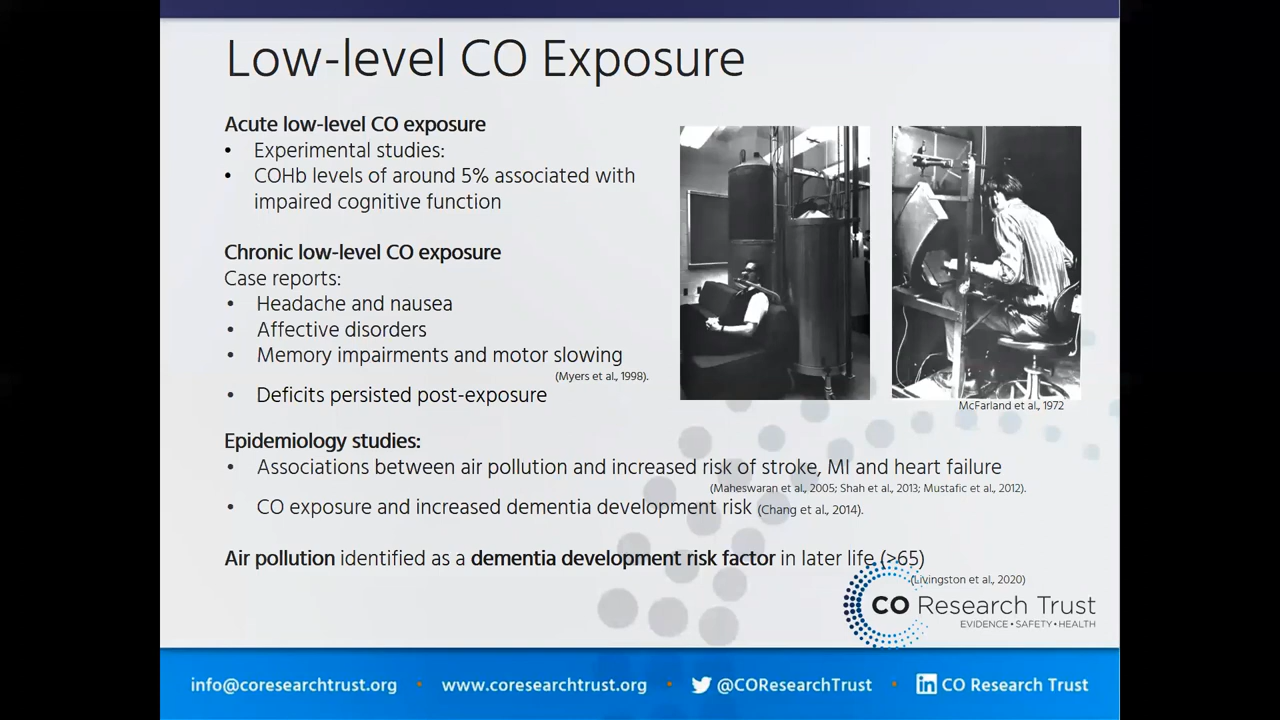 Low-level CO Exposure
Acute low-level CO exposure
• Experimental studies:
• COHb levels of around 5% associated with
impaired cognitive function
Chronic low-level CO exposure
Case reports:
• Headache and nausea
• Affective disorders
• Memory impairments and motor slowing
(Myers et al., 1998).
• Deficits persisted post-exposure
McFarland et al., 1972
Epidemiology studies:
• Associations between air pollution and increased risk of stroke, MI and heart failure
(Maheswaran et al., 2005; Shah et al., 2013; Mustafic et al., 2012).
• CO exposure and increased dementia development risk (Chang et al., 2014).
Air pollution identified as a dementia development risk factor in later life (>65)
(Livingston et al., 2020)
CO Research Trust
EVIDENCE • SAFETY • HEALTH
info@coresearchtrust.org • www.coresearchtrust.org • @COResearchTrust • in CO Research Trust